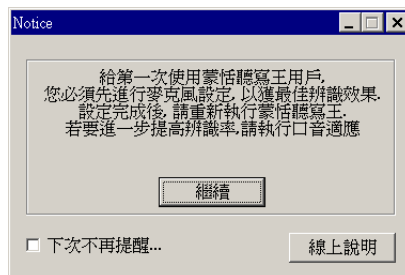 Notice
給第一次使用蒙恬聽寫王用戶,
您必須先進行麥克風設定, 以獲最佳辨識效果.
設定完成後, 請重新執行蒙恬聽寫王.
若要進一步提高辨識率,請執行口音適應
繼續
下次不再提醒...
線上說明